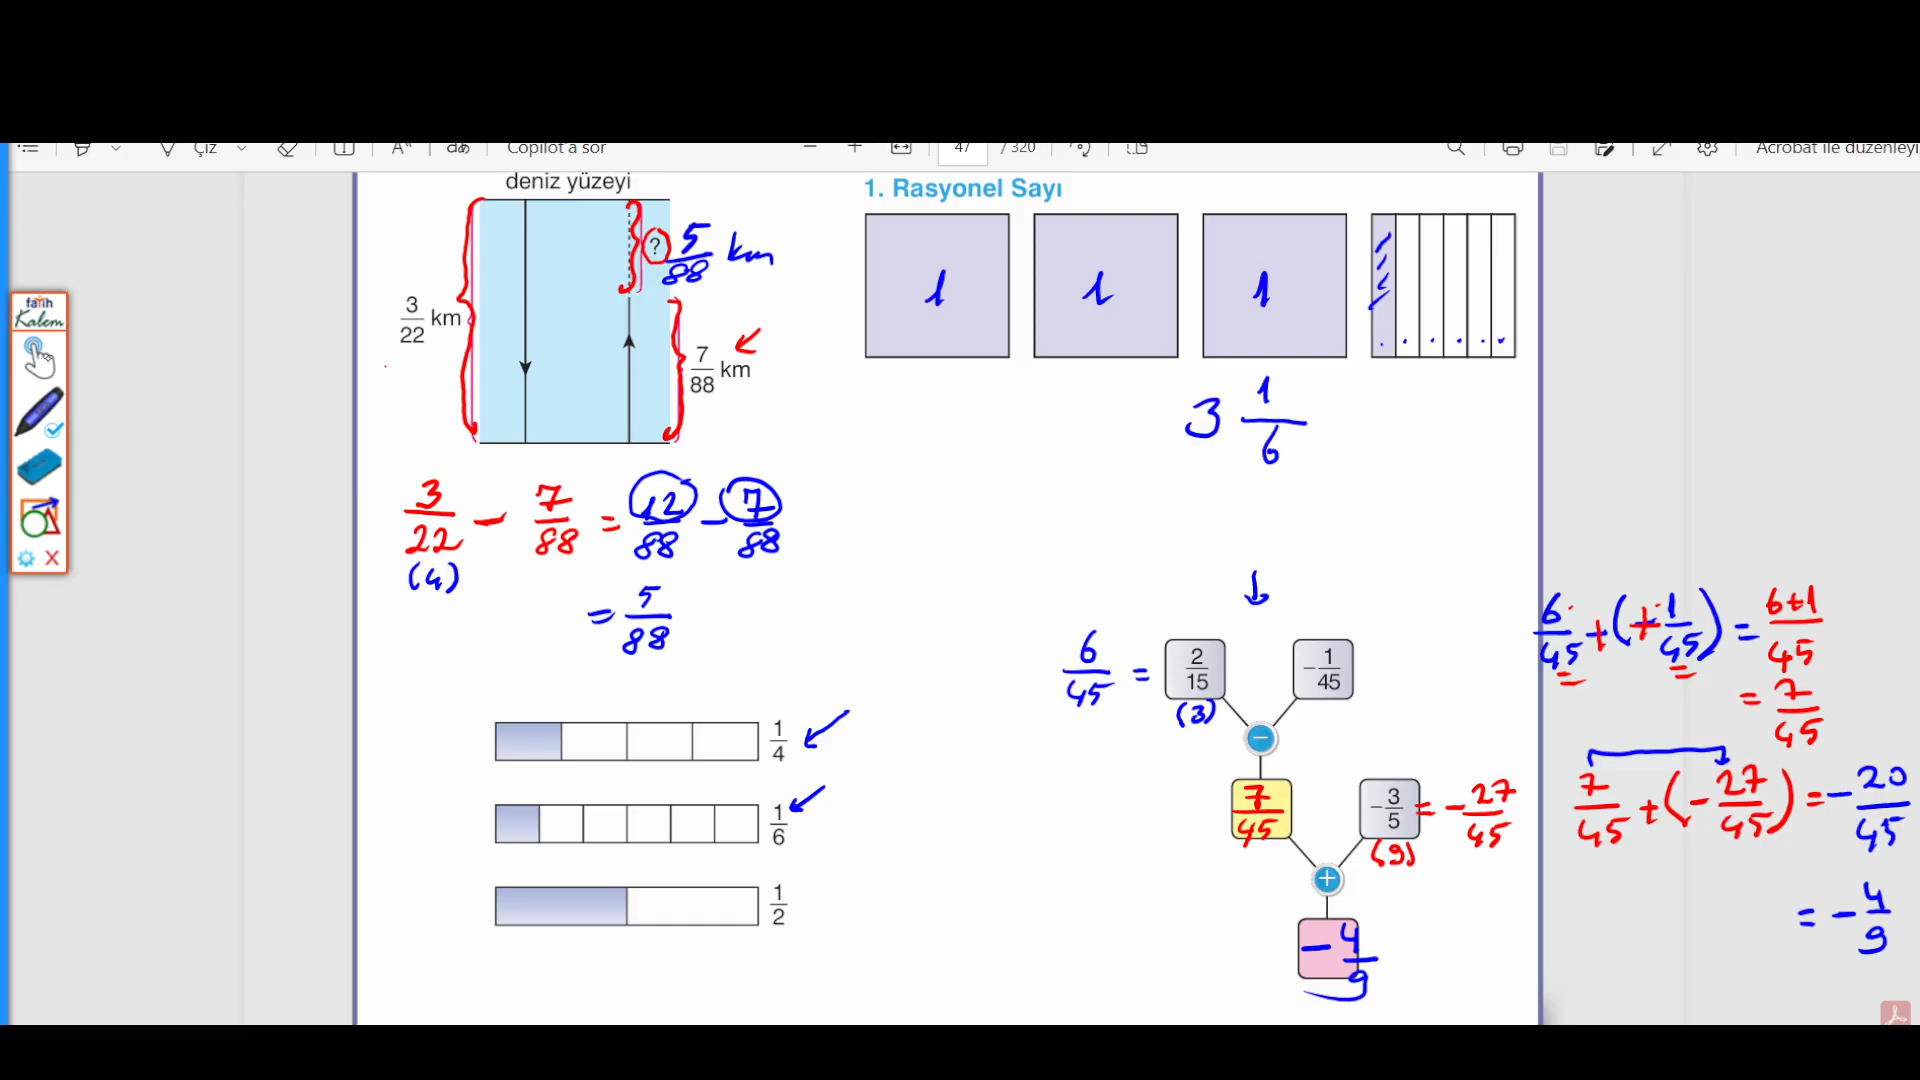 Çiz
Copilot'a sor
47 / 320
Acrobat ile düzenleyi
fatih
Kalem
deniz yüzeyi
3/22 km
? 5/88 km
7/88 km
3/22 - 7/88 = 12/88 - 7/88
(4)
= 5/88
1/4
1/6
1/2
1. Rasyonel Sayı
1 1 1
3 1/6
6/45 = 2/15 -1/45
(3)
−
7/45 -3/5 = -27/45
(9)
+
-4/9
6/45 + (+1/45) = 6+1/45
= 7/45
7/45 + (-27/45) = -20/45
= -4/9